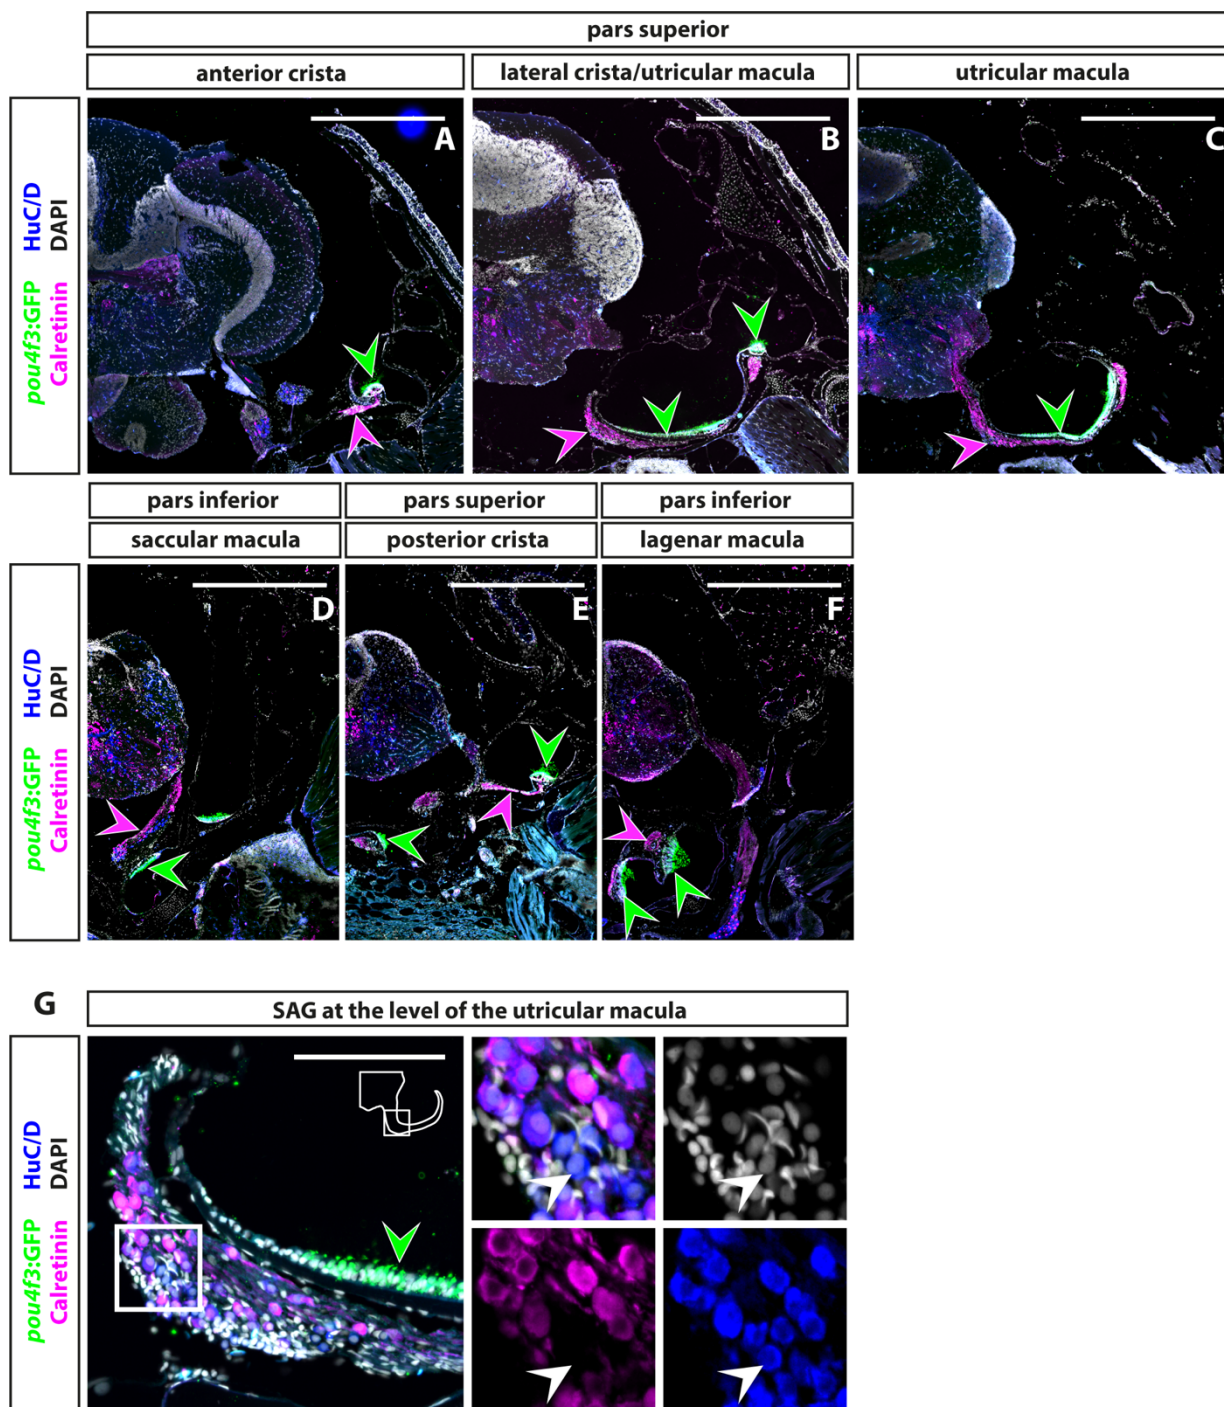 pars superior
anterior crista
lateral crista/utricular macula
utricular macula
pou4f3:GFP HuC/D
Calretinin DAPI
A
B
C
pars inferior
pars superior
pars inferior
saccular macula
posterior crista
lagenar macula
pou4f3:GFP HuC/D
Calretinin DAPI
D
E
F
G
SAG at the level of the utricular macula
pou4f3:GFP HuC/D
Calretinin DAPI